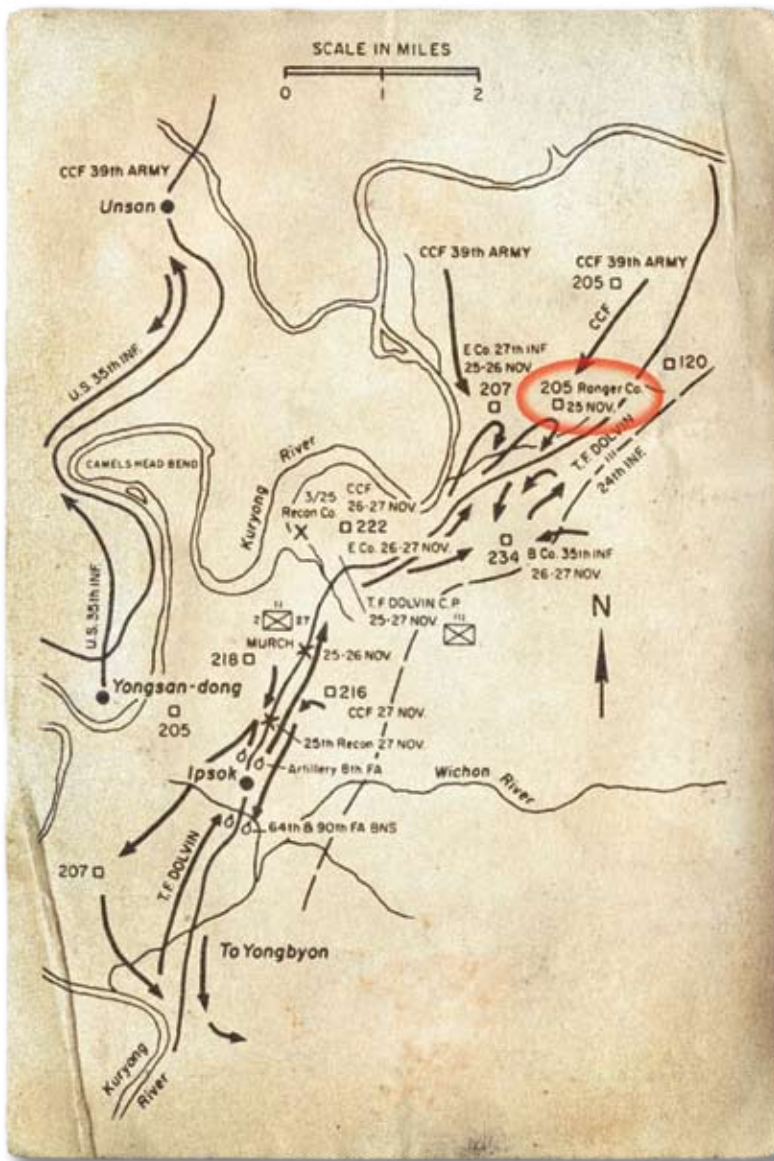 SCALE IN MILES
0 1 2
CCF 39th ARMY
Unsan
CCF 39th ARMY
CCF 39th ARMY
205
CCF
U.S. 35th INF.
E Co. 27th INF.
25-26 NOV.
207
205 Ranger Co.
25 NOV.
120
T.F. DOLVIN
III
24th INF.
CAMELS HEAD BEND
Kuryong River
3/25
Recon Co.
CCF
26-27 NOV.
222
E Co. 26-27 NOV.
234
B Co. 35th INF
26-27 NOV.
U.S. 35th INF.
T.F. DOLVIN C.P.
25-27 NOV.
III
II
2 27
MURCH
25-26 NOV.
N
218
Yongsan-dong
205
216
CCF 27 NOV.
25th Recon 27 NOV.
Artillery 8th FA
Ipsok
Wichon River
64th & 90th FA BNS
207
T.F. DOLVIN
To Yongbyon
Kuryong River